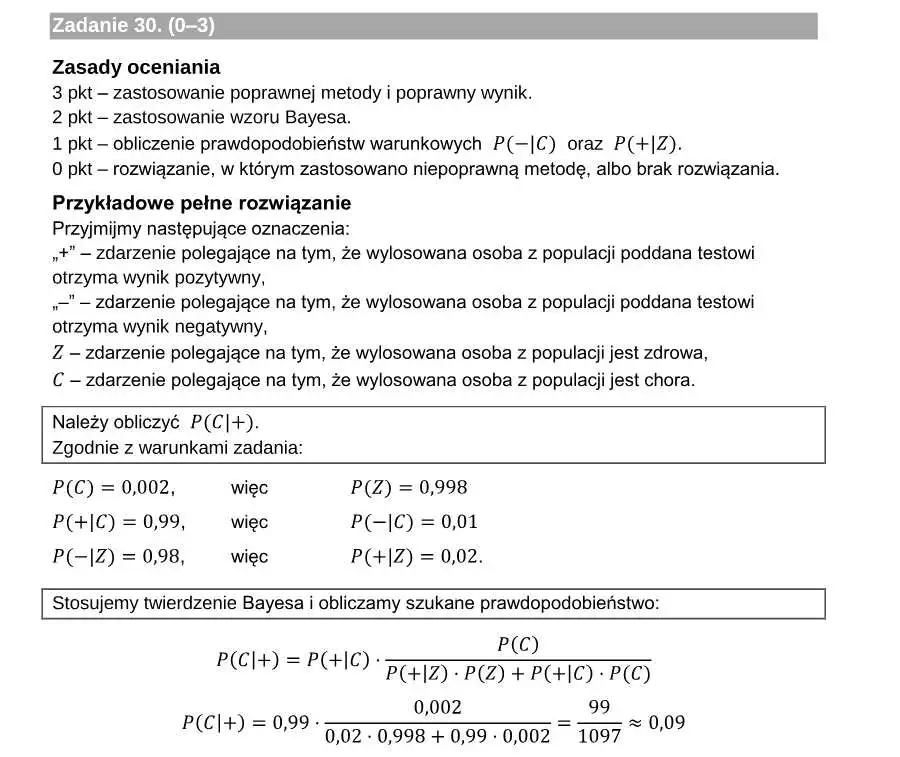 Zadanie 30. (0–3)
Zasady oceniania
3 pkt – zastosowanie poprawnej metody i poprawny wynik.
2 pkt – zastosowanie wzoru Bayesa.
1 pkt – obliczenie prawdopodobieństw warunkowych P(−|C) oraz P(+|Z).
0 pkt – rozwiązanie, w którym zastosowano niepoprawną metodę, albo brak rozwiązania.
Przykładowe pełne rozwiązanie
Przyjmijmy następujące oznaczenia:
„+” – zdarzenie polegające na tym, że wylosowana osoba z populacji poddana testowi
otrzyma wynik pozytywny,
„–” – zdarzenie polegające na tym, że wylosowana osoba z populacji poddana testowi
otrzyma wynik negatywny,
Z – zdarzenie polegające na tym, że wylosowana osoba z populacji jest zdrowa,
C – zdarzenie polegające na tym, że wylosowana osoba z populacji jest chora.
Należy obliczyć P(C|+).
Zgodnie z warunkami zadania:
P(C) = 0,002, więc P(Z) = 0,998
P(+|C) = 0,99, więc P(−|C) = 0,01
P(−|Z) = 0,98, więc P(+|Z) = 0,02.
Stosujemy twierdzenie Bayesa i obliczamy szukane prawdopodobieństwo:
P(C|+) = P(+|C) · P(C) / (P(+|Z) · P(Z) + P(+|C) · P(C))
P(C|+) = 0,99 · 0,002 / (0,02 · 0,998 + 0,99 · 0,002) = 99 / 1097 ≈ 0,09